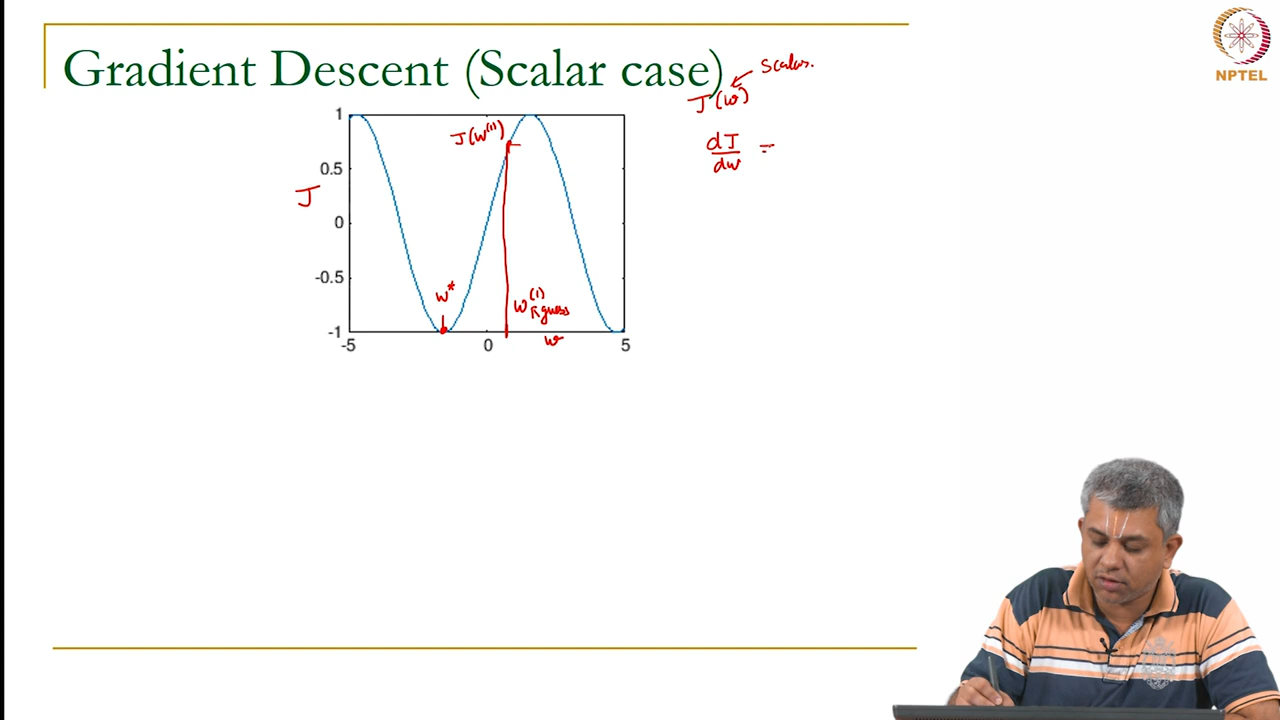 Gradient Descent (Scalar case)
NPTEL
scalar.
J(w)
dJ/dw =
J
1
0.5
0
-0.5
-1
-5
0
5
J(w⁽¹⁾)
w*
w⁽¹⁾
guess
w